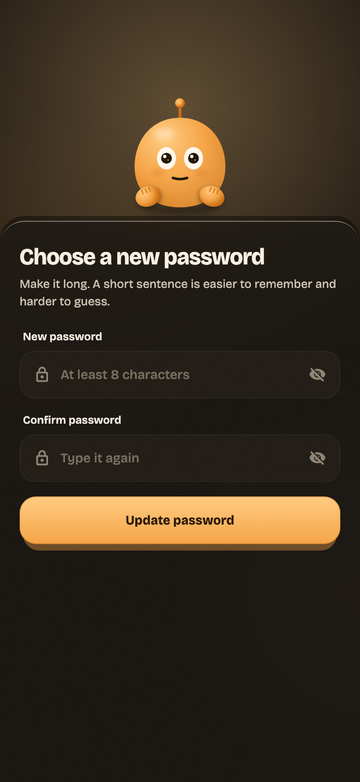 Choose a new password
Make it long. A short sentence is easier to remember and
harder to guess.
New password
At least 8 characters
Confirm password
Type it again
Update password